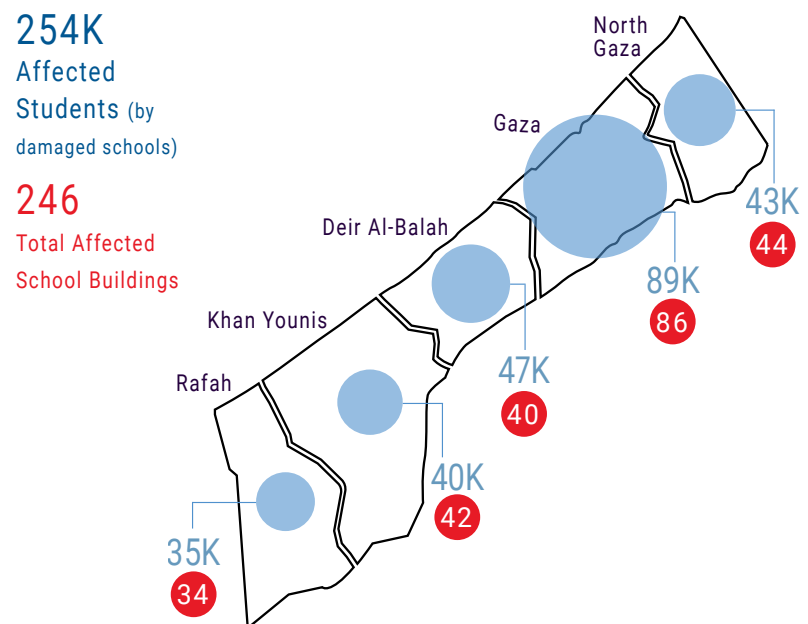 254K
Affected
Students (by
damaged schools)
246
Total Affected
School Buildings
North
Gaza
43K
44
Gaza
89K
86
Deir Al-Balah
47K
40
Khan Younis
40K
42
Rafah
35K
34